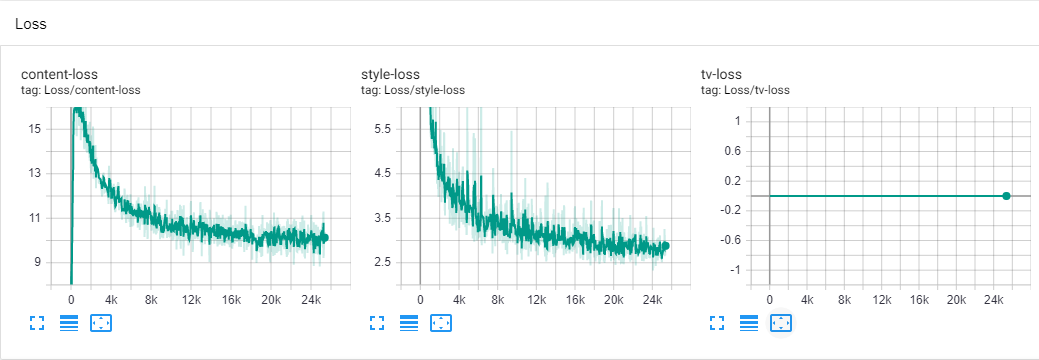 Loss
content-loss
tag: Loss/content-loss
15
13
11
9
0 4k 8k 12k 16k 20k 24k
style-loss
tag: Loss/style-loss
5.5
4.5
3.5
2.5
0 4k 8k 12k 16k 20k 24k
tv-loss
tag: Loss/tv-loss
1
0.6
0.2
-0.2
-0.6
-1
0 4k 8k 12k 16k 20k 24k